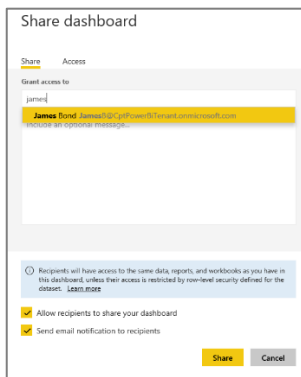 Share dashboard
Share Access
Grant access to
james
James Bond JamesB@CptPowerBiTenant.onmicrosoft.com
Include an optional message...
Recipients will have access to the same data, reports, and workbooks as you have in
this dashboard, unless their access is restricted by row-level security defined for the
dataset. Learn more
Allow recipients to share your dashboard
Send email notification to recipients
Share Cancel